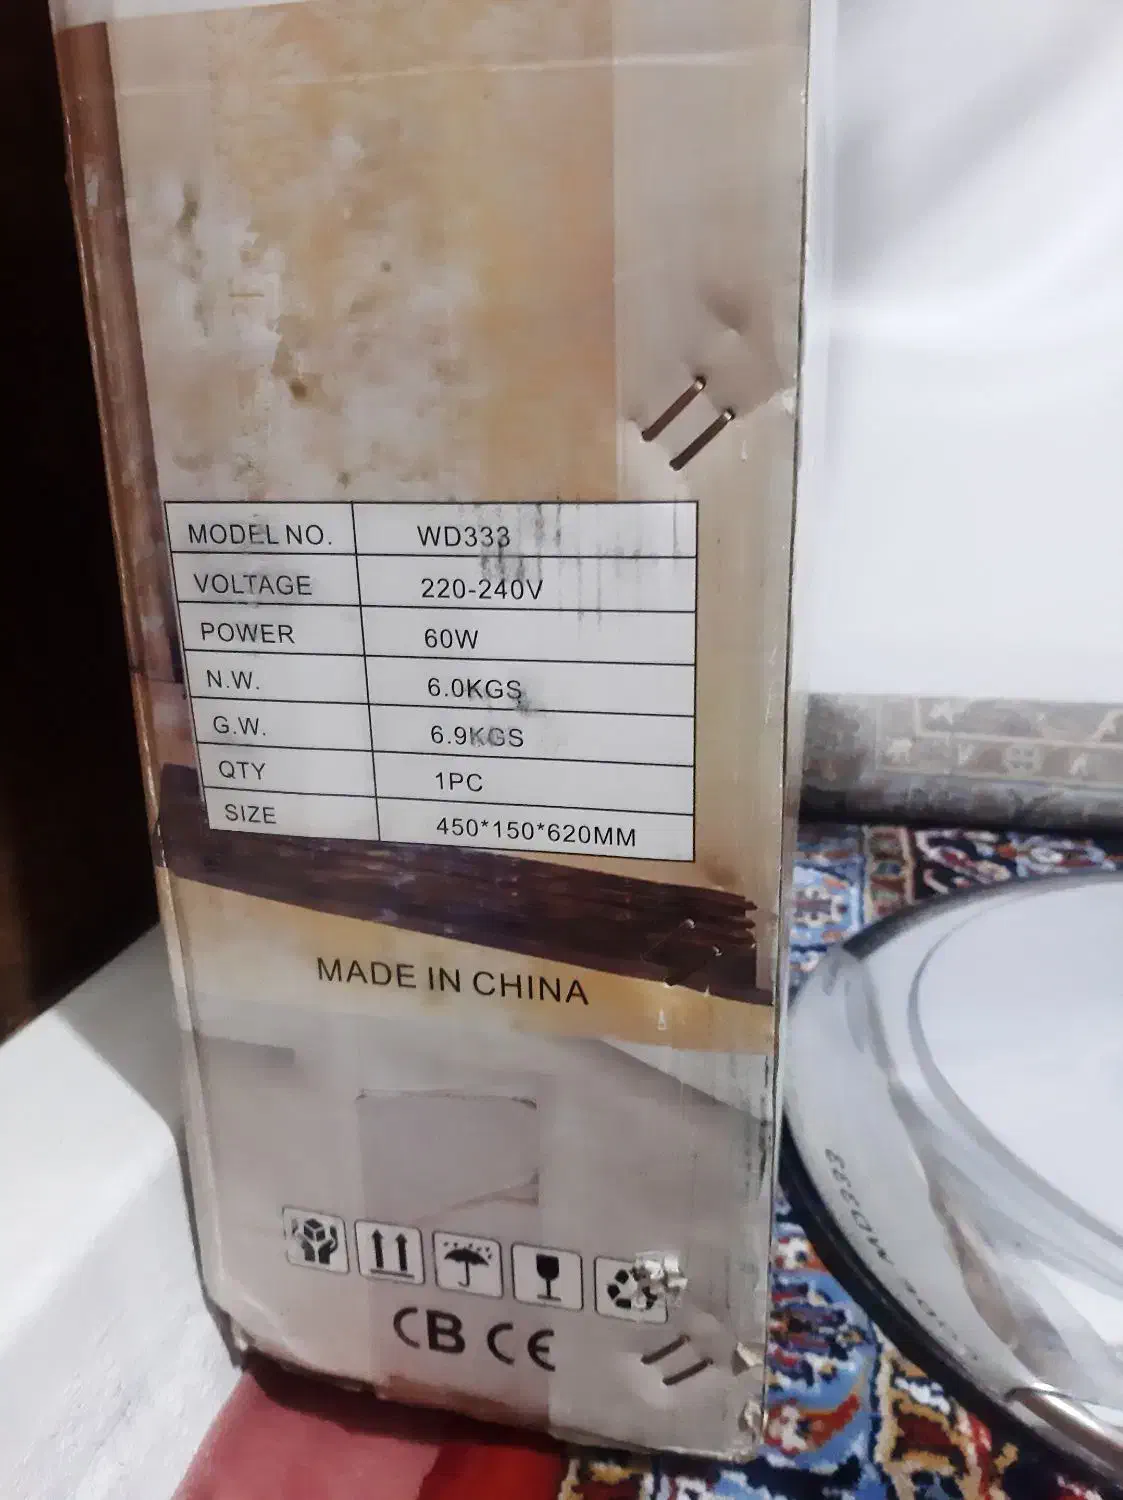 MODEL NO. WD333
VOLTAGE 220-240V
POWER 60W
N.W. 6.0KGS
G.W. 6.9KGS
QTY 1PC
SIZE 450*150*620MM
MADE IN CHINA
CB CE
WD333